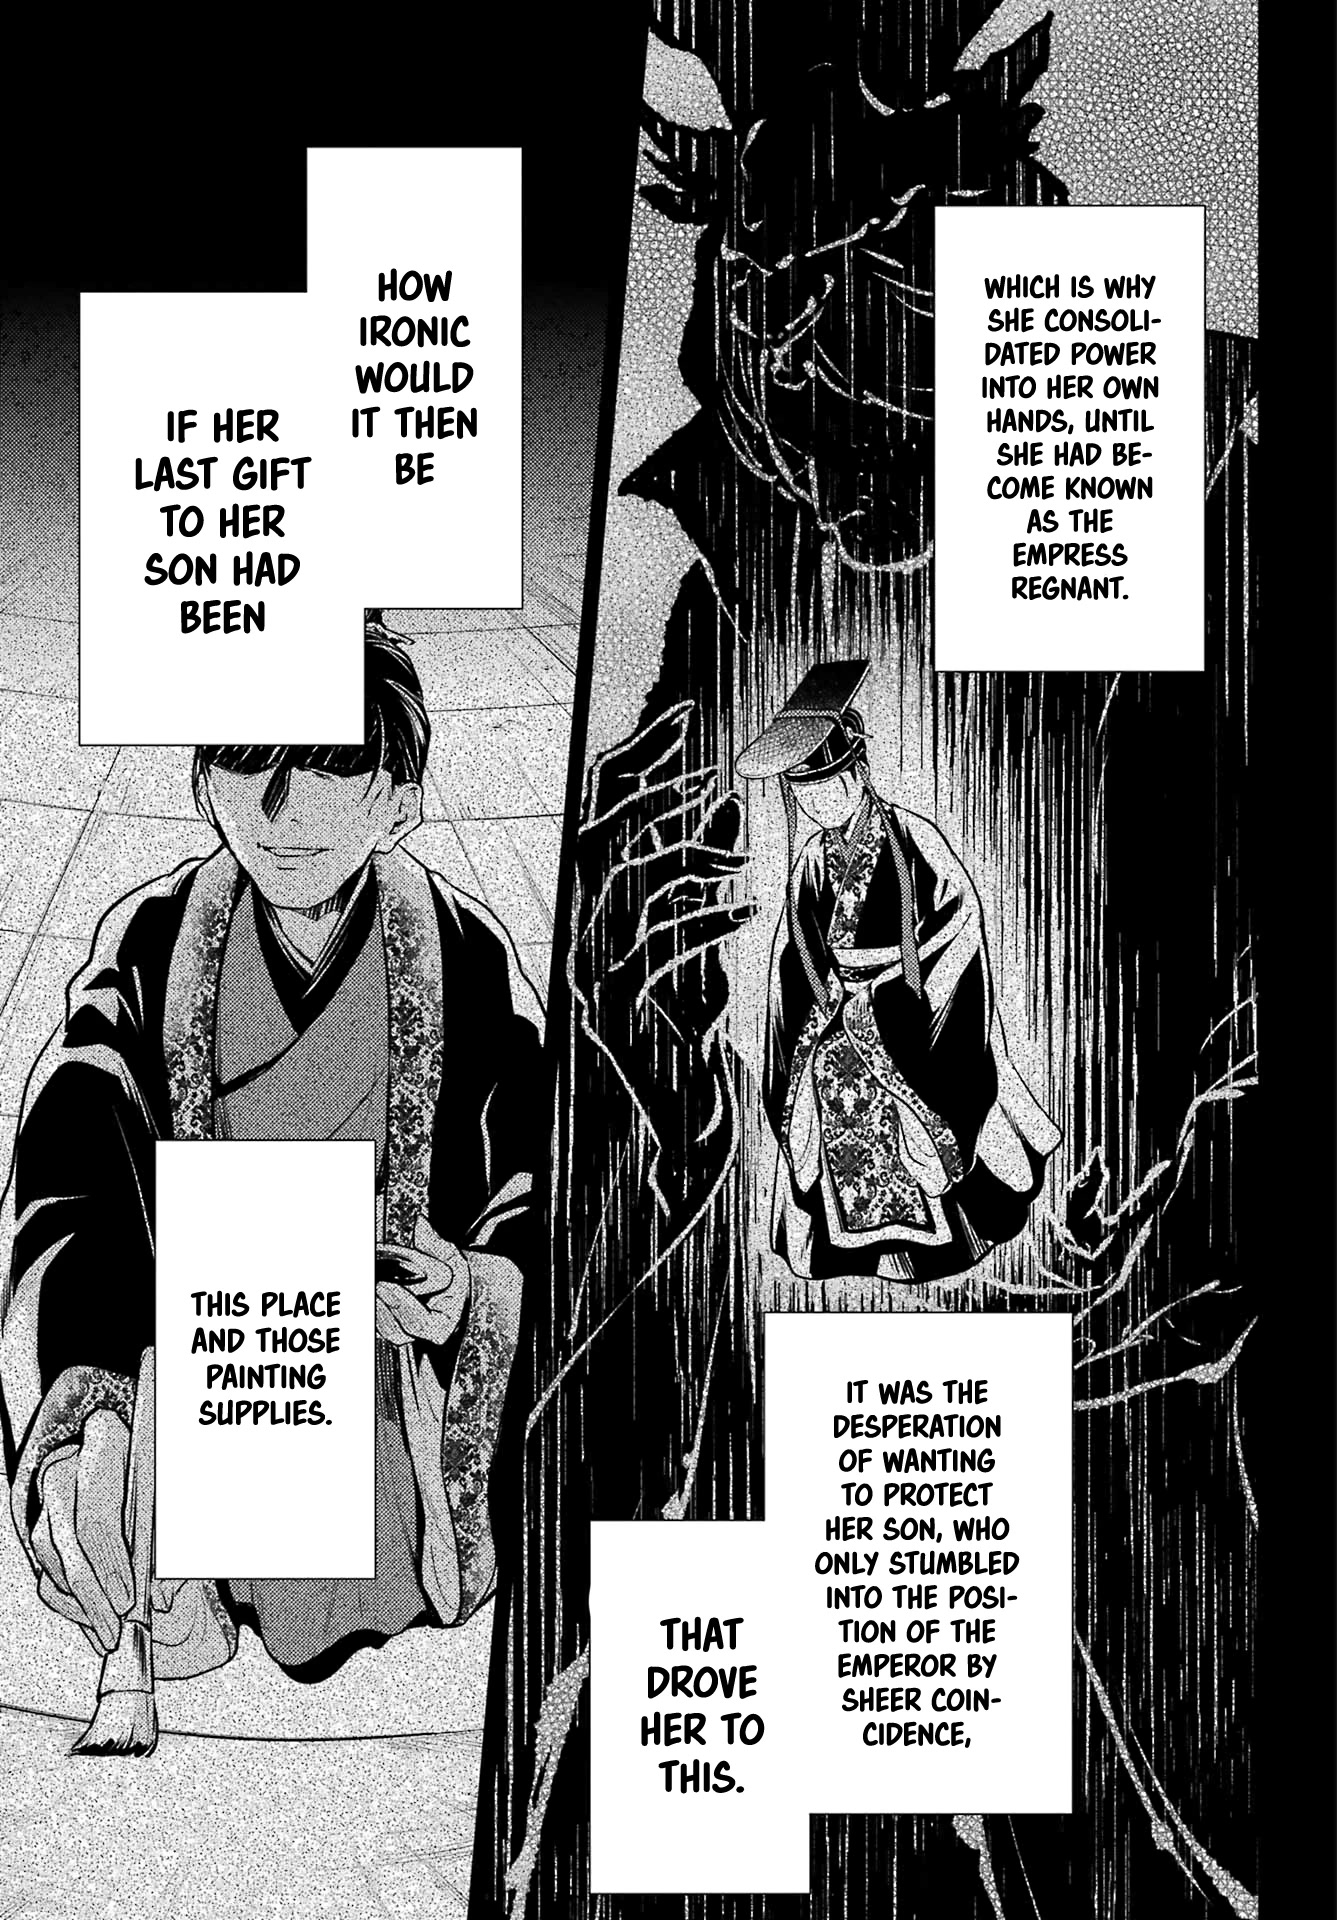 WHICH IS WHY
SHE CONSOLI-
DATED POWER
INTO HER OWN
HANDS, UNTIL
SHE HAD BE-
COME KNOWN
AS THE
EMPRESS
REGNANT.
IT WAS THE
DESPERATION
OF WANTING
TO PROTECT
HER SON, WHO
ONLY STUMBLED
INTO THE POSI-
TION OF THE
EMPEROR BY
SHEER COIN-
CIDENCE,
THAT
DROVE
HER TO
THIS.
HOW
IRONIC
WOULD
IT THEN
BE
IF HER
LAST GIFT
TO HER
SON HAD
BEEN
THIS PLACE
AND THOSE
PAINTING
SUPPLIES.